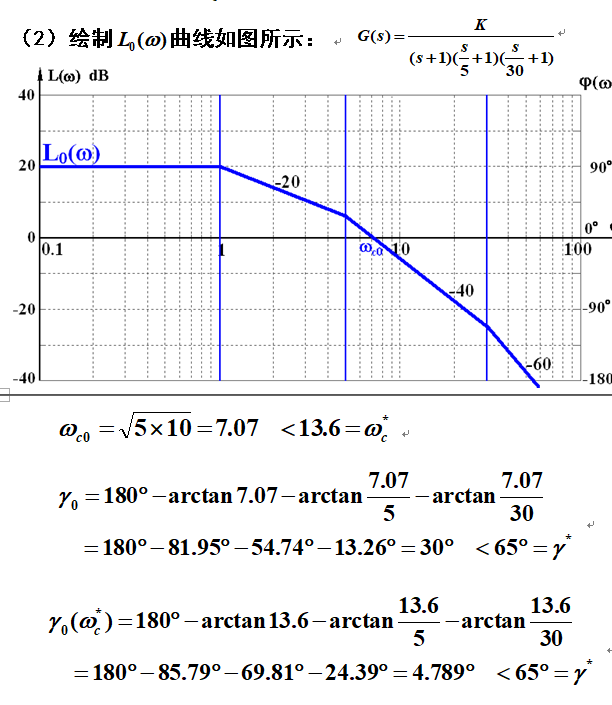 （2）绘制 L₀(ω) 曲线如图所示： G(s) = K / ((s+1)(s/5+1)(s/30+1))
L(ω) dB φ(ω
40
L₀(ω)
20 -20 90°
0 0°
0.1 1 ωc0 10 100
-20 -40 -90°
-40 -60 -180
ωc0 = √(5×10) = 7.07 < 13.6 = ωc*
γ₀ = 180° − arctan 7.07 − arctan 7.07/5 − arctan 7.07/30
= 180° − 81.95° − 54.74° − 13.26° = 30° < 65° = γ*
γ₀(ωc*) = 180° − arctan 13.6 − arctan 13.6/5 − arctan 13.6/30
= 180° − 85.79° − 69.81° − 24.39° = 4.789° < 65° = γ*